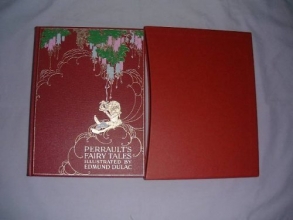 PERRAULT'S
FAIRY TALES
ILLUSTRATED BY
EDMUND DULAC